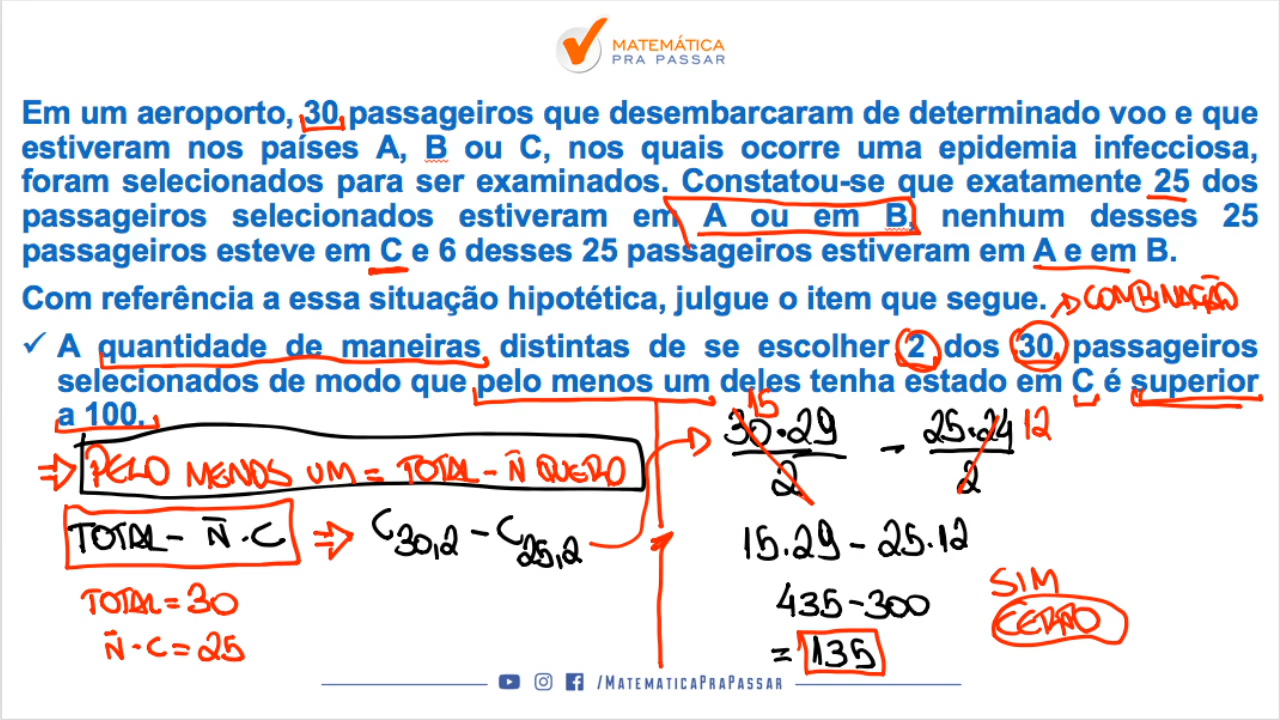 MATEMÁTICA
PRA PASSAR
Em um aeroporto, 30 passageiros que desembarcaram de determinado voo e que
estiveram nos países A, B ou C, nos quais ocorre uma epidemia infecciosa,
foram selecionados para ser examinados. Constatou-se que exatamente 25 dos
passageiros selecionados estiveram em A ou em B, nenhum desses 25
passageiros esteve em C e 6 desses 25 passageiros estiveram em A e em B.
Com referência a essa situação hipotética, julgue o item que segue.
COMBINAÇÃO
✓ A quantidade de maneiras distintas de se escolher 2 dos 30 passageiros
selecionados de modo que pelo menos um deles tenha estado em C é superior
a 100.
⇒ PELO MENOS UM = TOTAL - Ñ QUERO
TOTAL - Ñ·C ⇒ C30,2 - C25,2
TOTAL = 30
Ñ·C = 25
15
30·29/2 - 25·24/2 12
15.29 - 25.12
435-300
= 135
SIM
CERTO
/MatematicaPraPassar